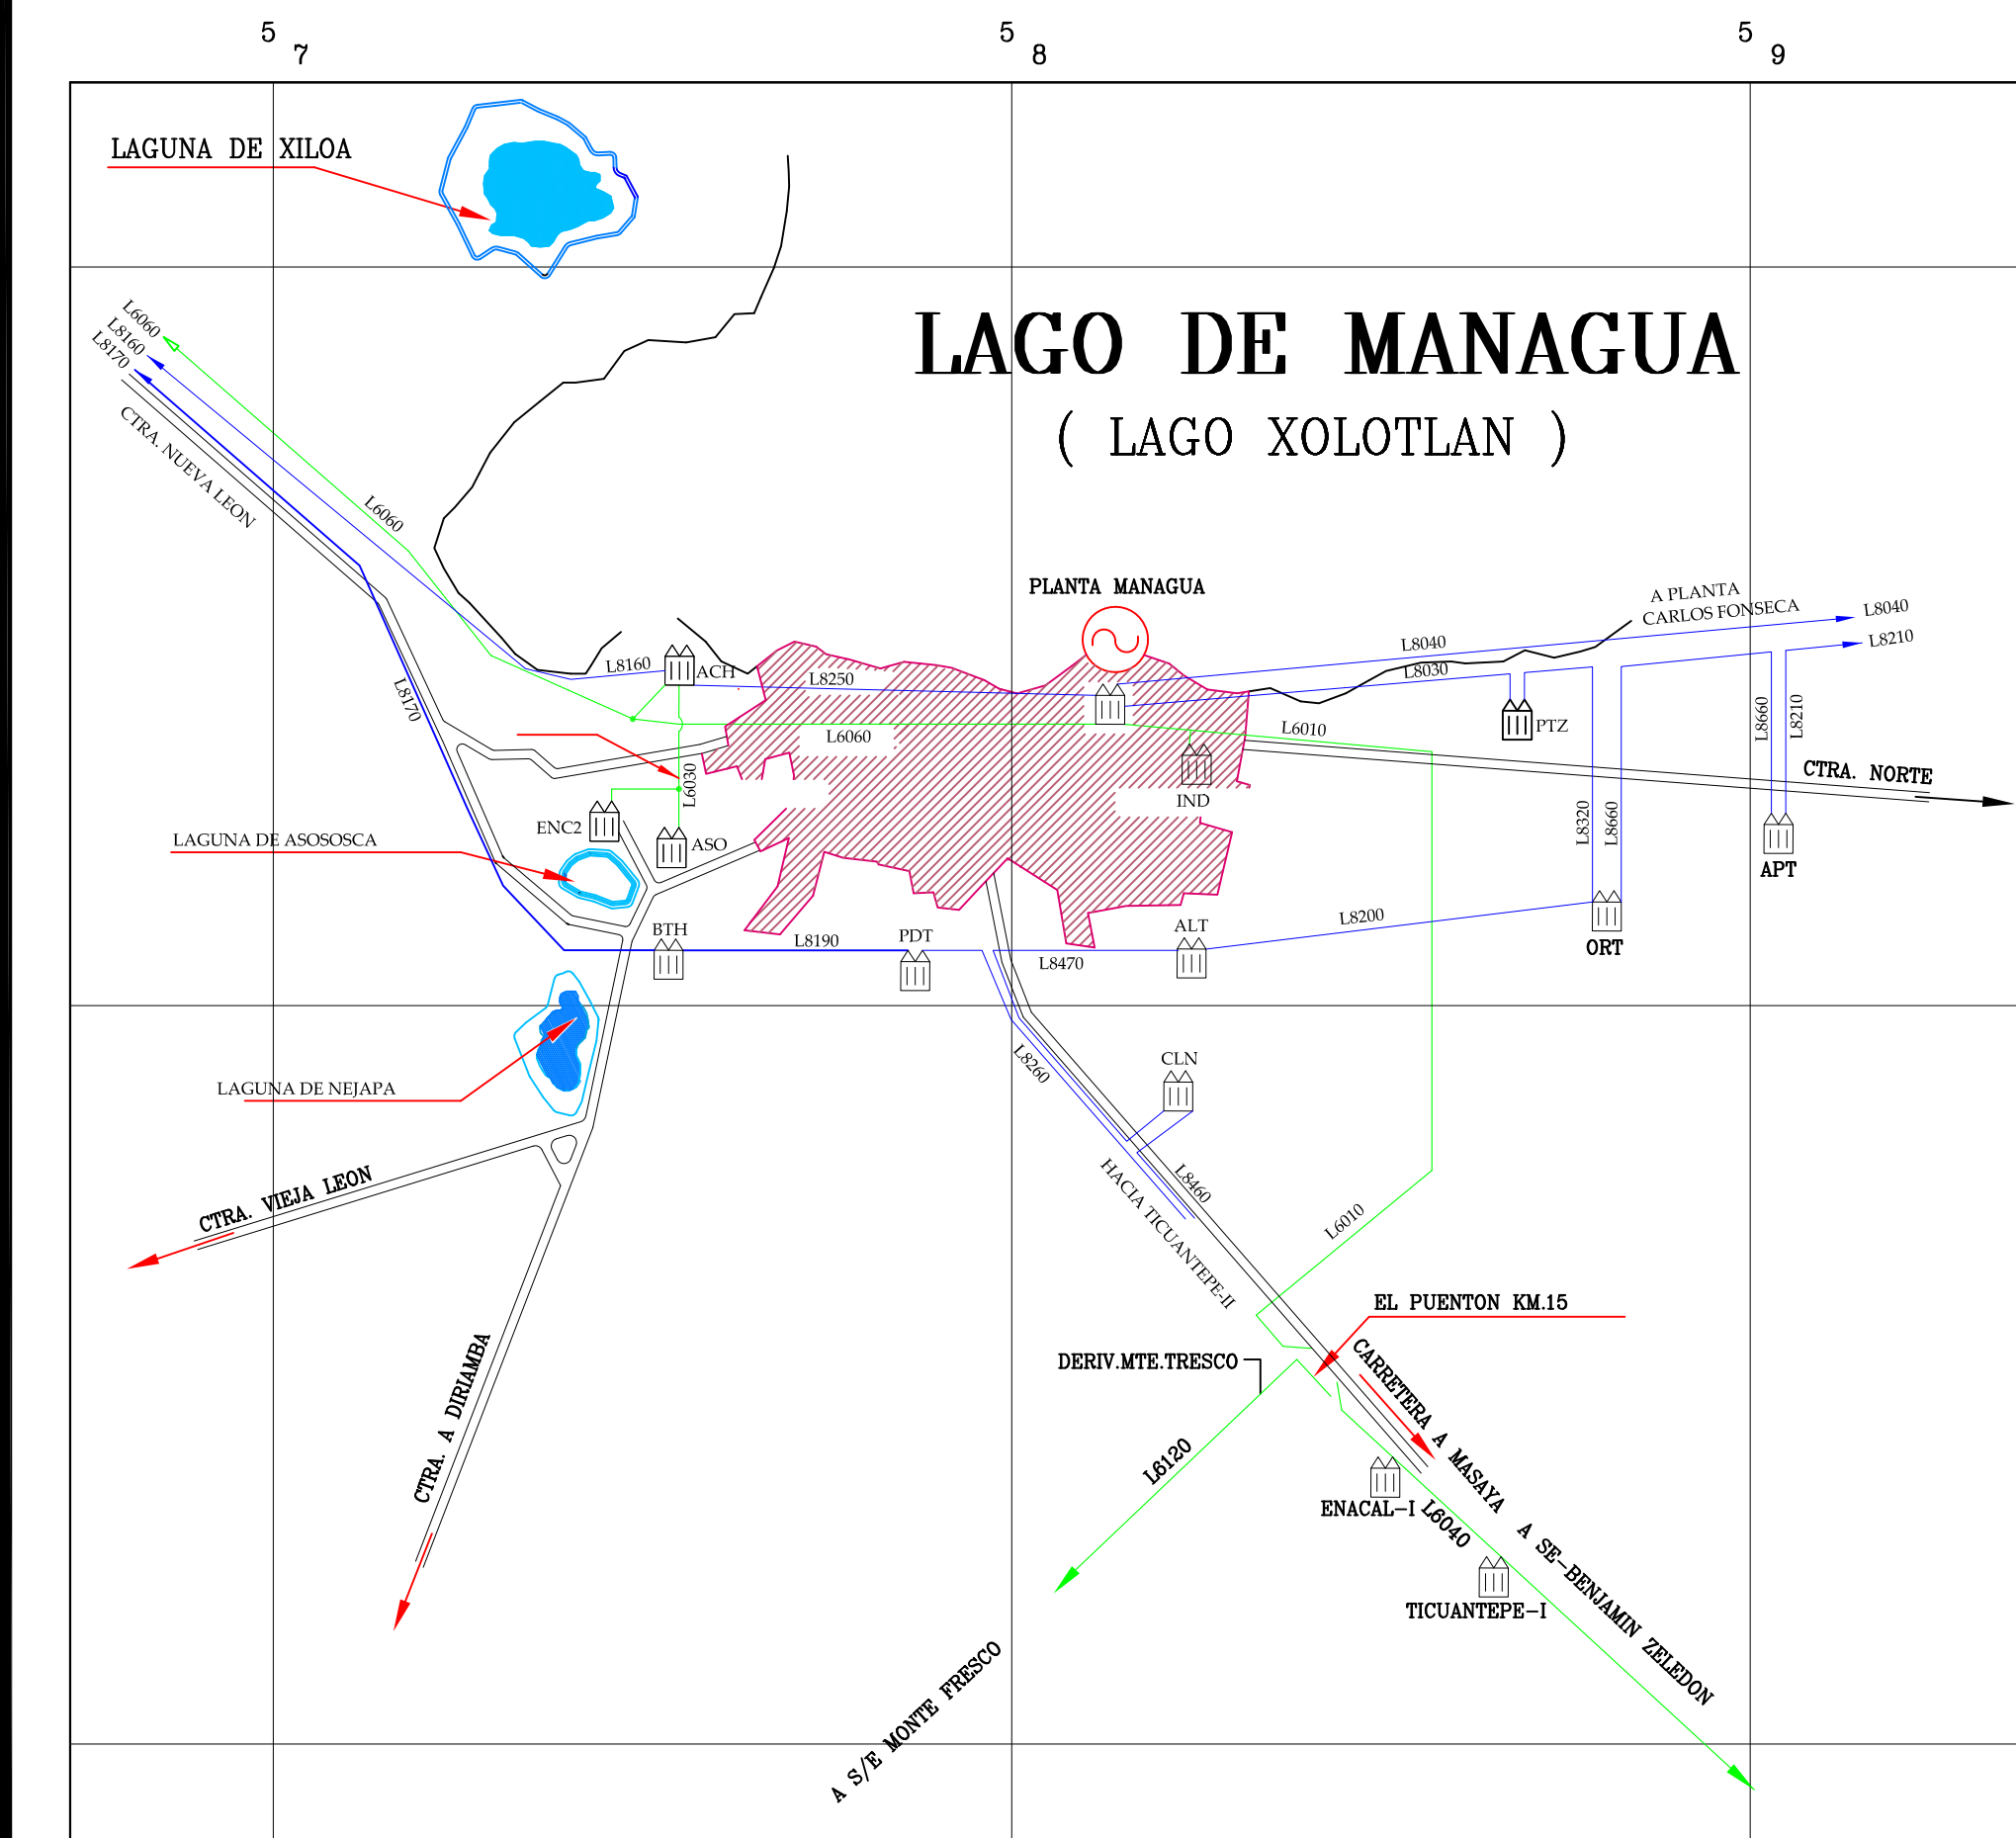 5 7
5 8
5 9
LAGUNA DE XILOA
LAGO DE MANAGUA
( LAGO XOLOTLAN )
L6060
L8160
L8170
CTRA. NUEVA LEON
L6060
PLANTA MANAGUA
A PLANTA
CARLOS FONSECA
L8040
L8210
L8040
L8030
L8160
ACH
L8250
L8170
L6060
L6010
PTZ
L8660
L8210
CTRA. NORTE
L6030
IND
ENC2
ASO
L8320
L8660
LAGUNA DE ASOSOSCA
APT
BTH
L8190
PDT
L8470
ALT
L8200
ORT
L8260
CLN
LAGUNA DE NEJAPA
CTRA. VIEJA LEON
L8460
HACIA TICUANTEPE-II
L6010
EL PUENTON KM.15
DERIV.MTE.TRESCO
CARRETERA A MASAYA
CTRA. A DIRIAMBA
L6120
ENACAL-I
L6040
A SE-BENJAMIN ZELEDON
TICUANTEPE-I
A S/E MONTE FRESCO